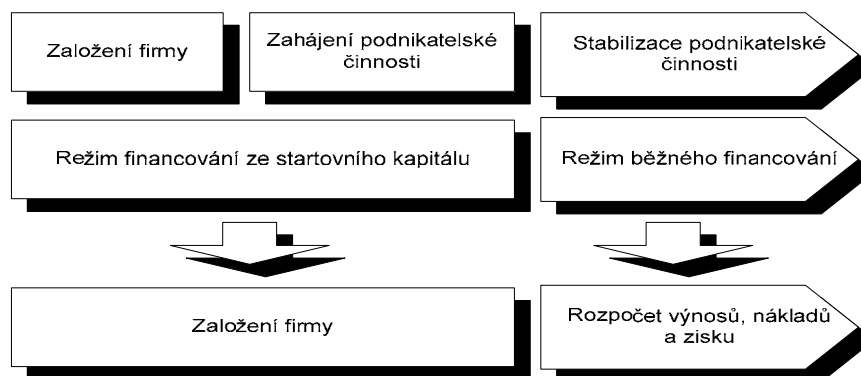 Založení firmy
Zahájení podnikatelské
činnosti
Stabilizace podnikatelské
činnosti
Režim financování ze startovního kapitálu
Režim běžného financování
Založení firmy
Rozpočet výnosů, nákladů
a zisku